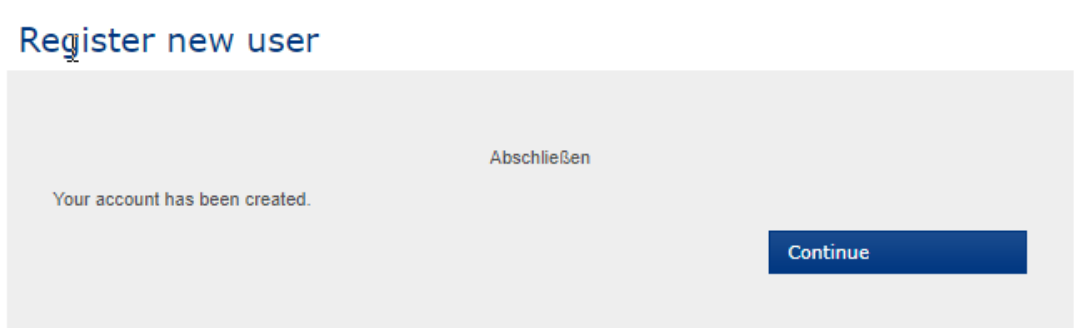 Register new user
Abschließen
Your account has been created.
Continue